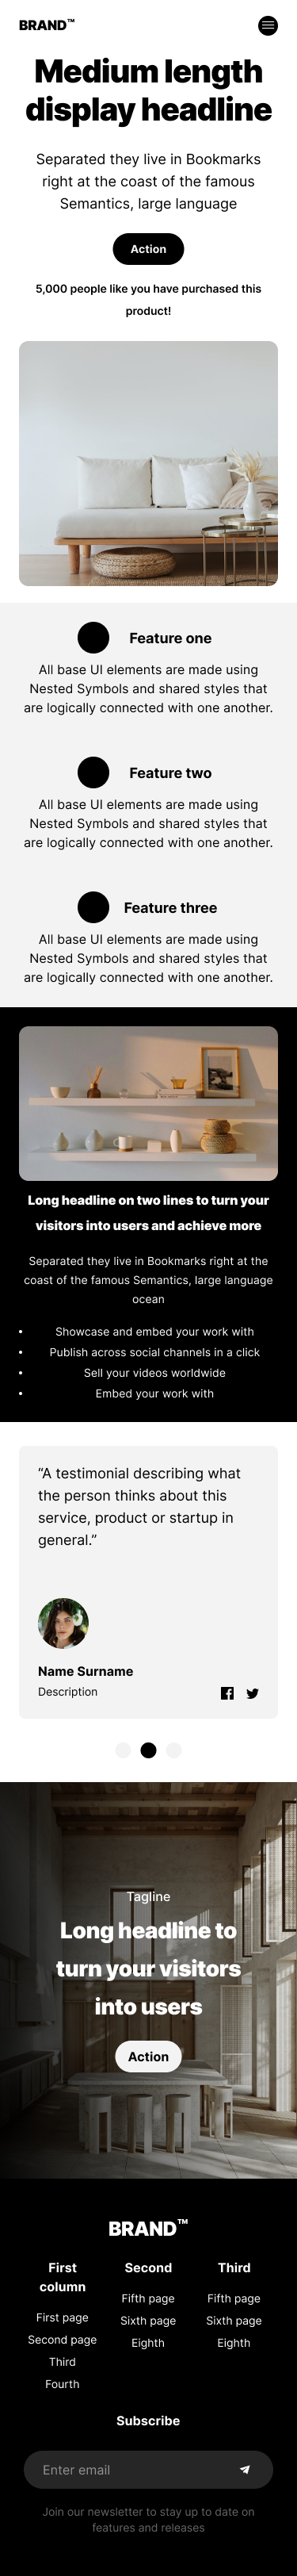 BRAND™
Medium length
display headline
Separated they live in Bookmarks
right at the coast of the famous
Semantics, large language
Action
5,000 people like you have purchased this
product!
Feature one
All base UI elements are made using
Nested Symbols and shared styles that
are logically connected with one another.
Feature two
All base UI elements are made using
Nested Symbols and shared styles that
are logically connected with one another.
Feature three
All base UI elements are made using
Nested Symbols and shared styles that
are logically connected with one another.
Long headline on two lines to turn your
visitors into users and achieve more
Separated they live in Bookmarks right at the
coast of the famous Semantics, large language
ocean
• Showcase and embed your work with
• Publish across social channels in a click
• Sell your videos worldwide
• Embed your work with
“A testimonial describing what
the person thinks about this
service, product or startup in
general.”
Name Surname
Description
Tagline
Long headline to
turn your visitors
into users
Action
BRAND™
First
column
First page
Second page
Third
Fourth
Second
Fifth page
Sixth page
Eighth
Third
Fifth page
Sixth page
Eighth
Subscribe
Enter email
Join our newsletter to stay up to date on
features and releases